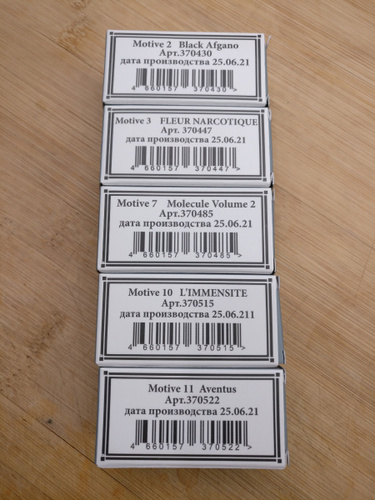 Motive 2 Black Afgano
Арт.370430
дата производства 25.06.21
4 660157 370430 >
Motive 3 FLEUR NARCOTIQUE
Арт. 370447
дата производства 25.06.21
4 660157 370447 >
Motive 7 Molecule Volume 2
Арт.370485
дата производства 25.06.21
4 660157 370485 >
Motive 10 L'IMMENSITE
Арт.370515
дата производства 25.06.211
4 660157 370515 >
Motive 11 Aventus
Арт.370522
дата производства 25.06.21
4 660157 370522 >